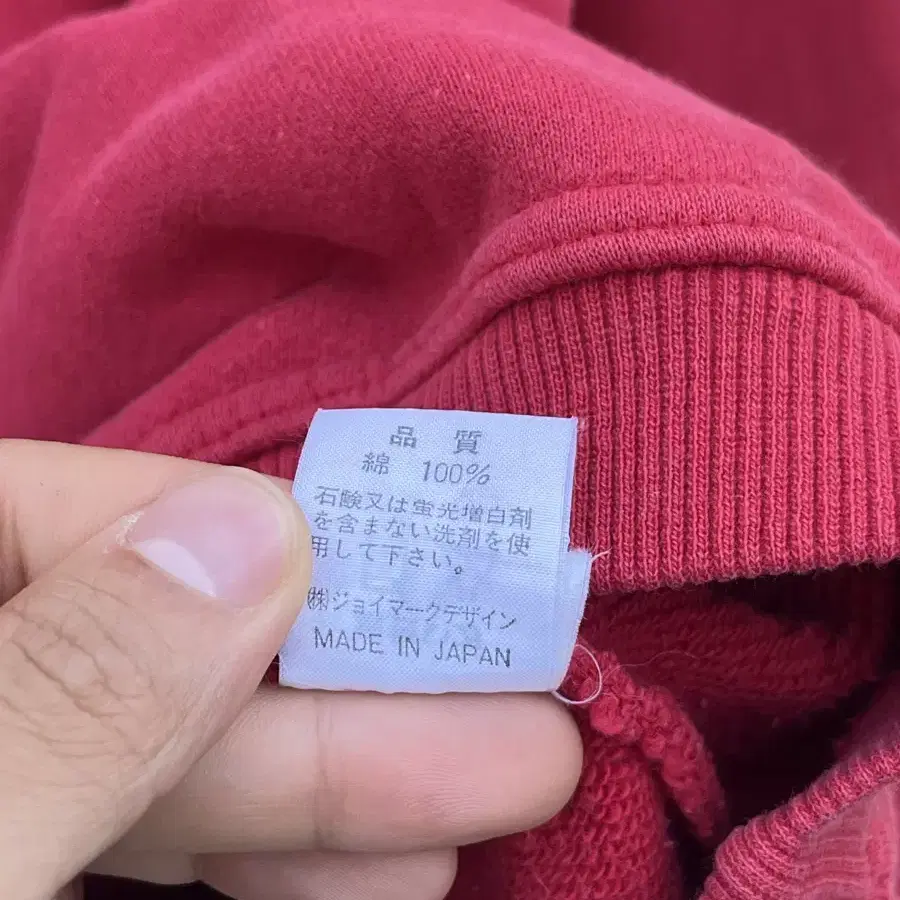 品質
綿 100%
石験又は蛍光増白剤
を含まない洗剤を使
用して下さい。
㈱ジョイマークデザイン
MADE IN JAPAN